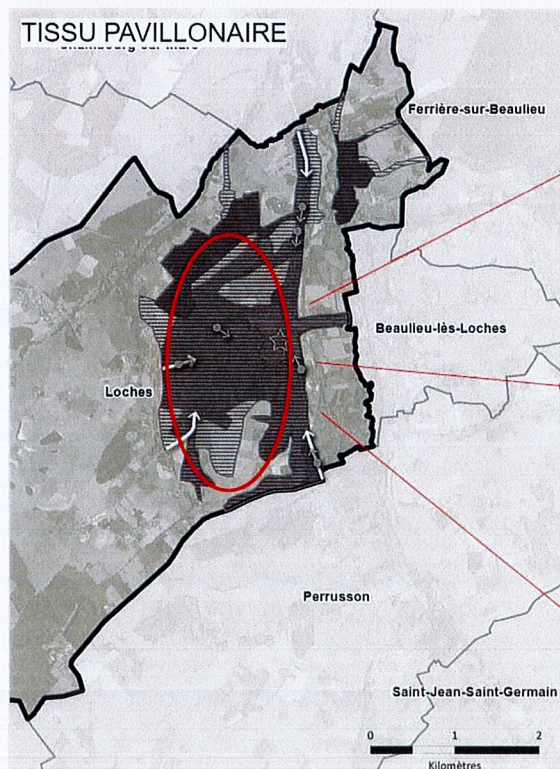 TISSU PAVILLONAIRE
Ferrière-sur-Beaulieu
Beaulieu-lès-Loches
Loches
Perrusson
Saint-Jean-Saint-Germain
0 1 2
Kilomètres